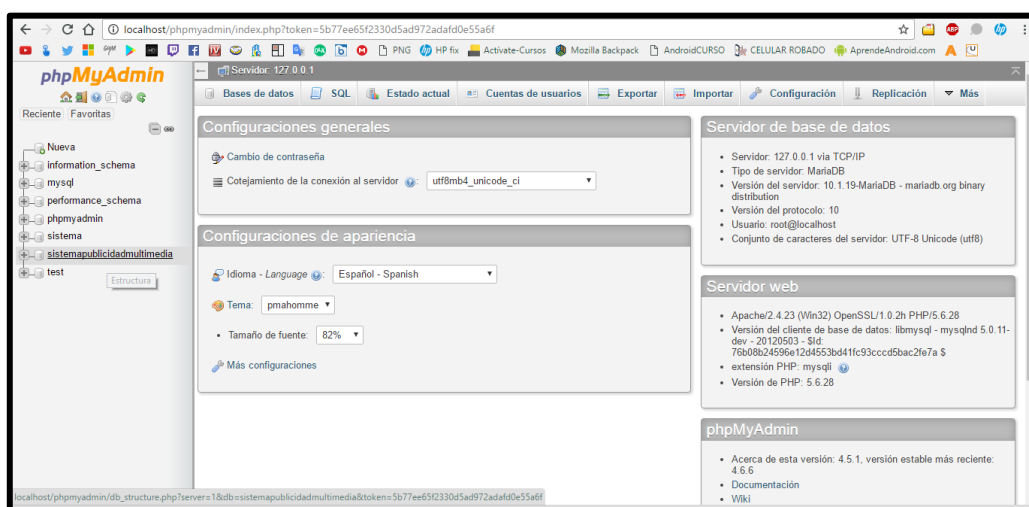 localhost/phpmyadmin/index.php?token=5b77ee65f2330d5ad972adafd0e55a6f
PNG HP fix Activate-Cursos Mozilla Backpack AndroidCURSO CELULAR ROBADO AprendeAndroid.com
phpMyAdmin
Reciente Favoritas
Nueva
information_schema
mysql
performance_schema
phpmyadmin
sistema
sistemapublicidadmultimedia
test
Estructura
Servidor: 127.0.0.1
Bases de datos SQL Estado actual Cuentas de usuarios Exportar Importar Configuración Replicación Más
Configuraciones generales
Cambio de contraseña
Cotejamiento de la conexión al servidor : utf8mb4_unicode_ci
Configuraciones de apariencia
Idioma - Language : Español - Spanish
Tema: pmahomme
• Tamaño de fuente: 82%
Más configuraciones
Servidor de base de datos
• Servidor: 127.0.0.1 via TCP/IP
• Tipo de servidor: MariaDB
• Versión del servidor: 10.1.19-MariaDB - mariadb.org binary
distribution
• Versión del protocolo: 10
• Usuario: root@localhost
• Conjunto de caracteres del servidor: UTF-8 Unicode (utf8)
Servidor web
• Apache/2.4.23 (Win32) OpenSSL/1.0.2h PHP/5.6.28
• Versión del cliente de base de datos: libmysql - mysqlnd 5.0.11-
dev - 20120503 - $Id:
76b08b24596e12d4553bd41fc93cccd5bac2fe7a $
• extensión PHP: mysqli
• Versión de PHP: 5.6.28
phpMyAdmin
• Acerca de esta versión: 4.5.1, versión estable más reciente:
4.6.6
• Documentación
• Wiki
localhost/phpmyadmin/db_structure.php?server=1&db=sistemapublicidadmultimedia&token=5b77ee65f2330d5ad972adafd0e55a6f